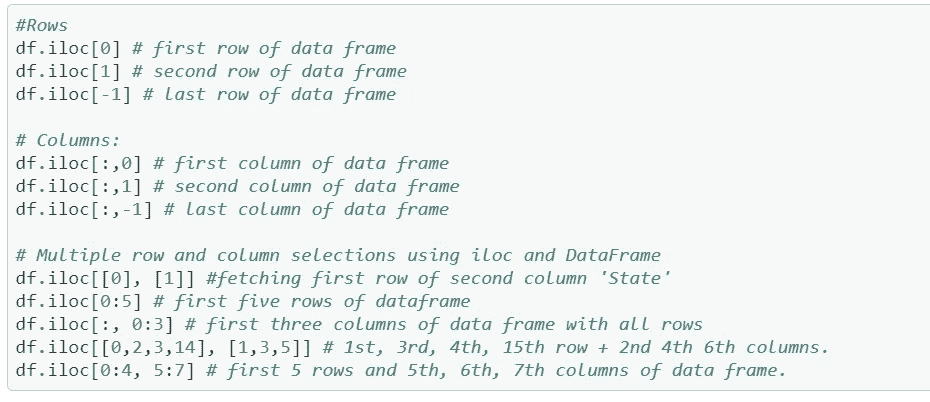 #Rows
df.iloc[0] # first row of data frame
df.iloc[1] # second row of data frame
df.iloc[-1] # last row of data frame
# Columns:
df.iloc[:,0] # first column of data frame
df.iloc[:,1] # second column of data frame
df.iloc[:,-1] # last column of data frame
# Multiple row and column selections using iloc and DataFrame
df.iloc[[0], [1]] #fetching first row of second column 'State'
df.iloc[0:5] # first five rows of dataframe
df.iloc[:, 0:3] # first three columns of data frame with all rows
df.iloc[[0,2,3,14], [1,3,5]] # 1st, 3rd, 4th, 15th row + 2nd 4th 6th columns.
df.iloc[0:4, 5:7] # first 5 rows and 5th, 6th, 7th columns of data frame.